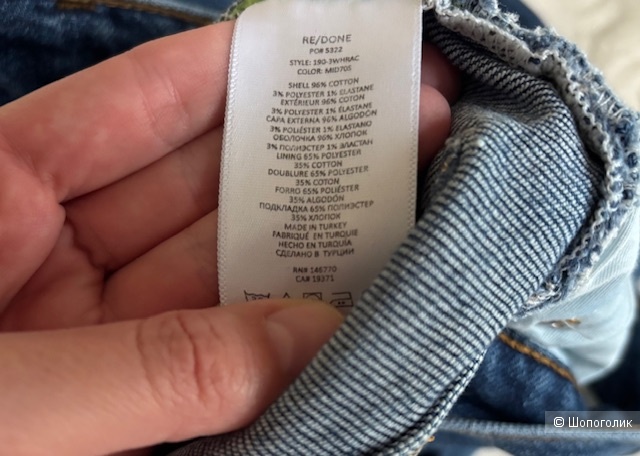 RE/DONE
PO# 5322
STYLE: 190-3WHRAC
COLOR: MID70S
SHELL 96% COTTON
3% POLYESTER 1% ELASTANE
EXTÉRIEUR 96% COTON
3% POLYESTER 1% ÉLASTANE
CAPA EXTERNA 96% ALGODÓN
3% POLIÉSTER 1% ELASTANO
ОБОЛОЧКА 96% ХЛОПОК
3% ПОЛИЭСТЕР 1% ЭЛАСТАН
LINING 65% POLYESTER
35% COTTON
DOUBLURE 65% POLYESTER
35% COTON
FORRO 65% POLIÉSTER
35% ALGODÓN
ПОДКЛАДКА 65% ПОЛИЭСТЕР
35% ХЛОПОК
MADE IN TURKEY
FABRIQUÉ EN TURQUIE
HECHO EN TURQUÍA
СДЕЛАНО В ТУРЦИИ
RN# 146770
CA# 19371
© Шопоголик